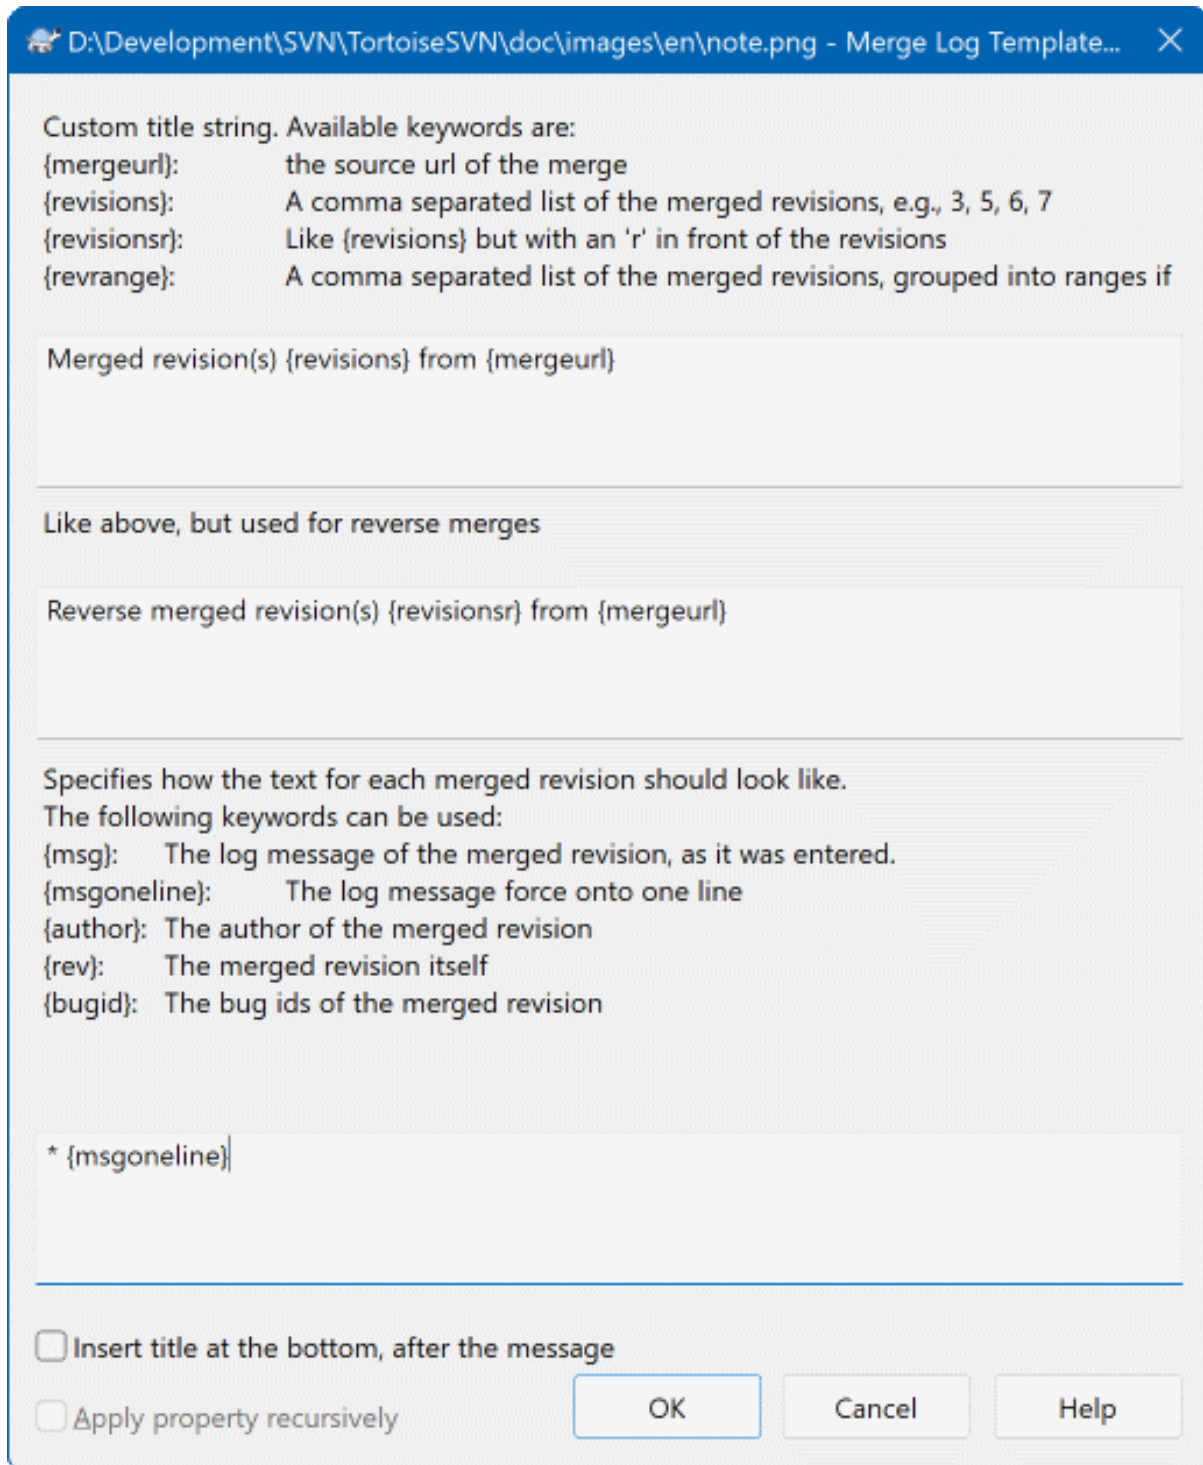 D:\Development\SVN\TortoiseSVN\doc\images\en\note.png - Merge Log Template...
Custom title string. Available keywords are:
{mergeurl}: the source url of the merge
{revisions}: A comma separated list of the merged revisions, e.g., 3, 5, 6, 7
{revisionsr}: Like {revisions} but with an 'r' in front of the revisions
{revrange}: A comma separated list of the merged revisions, grouped into ranges if
Merged revision(s) {revisions} from {mergeurl}
Like above, but used for reverse merges
Reverse merged revision(s) {revisionsr} from {mergeurl}
Specifies how the text for each merged revision should look like.
The following keywords can be used:
{msg}: The log message of the merged revision, as it was entered.
{msgoneline}: The log message force onto one line
{author}: The author of the merged revision
{rev}: The merged revision itself
{bugid}: The bug ids of the merged revision
* {msgoneline}
Insert title at the bottom, after the message
Apply property recursively
OK Cancel Help